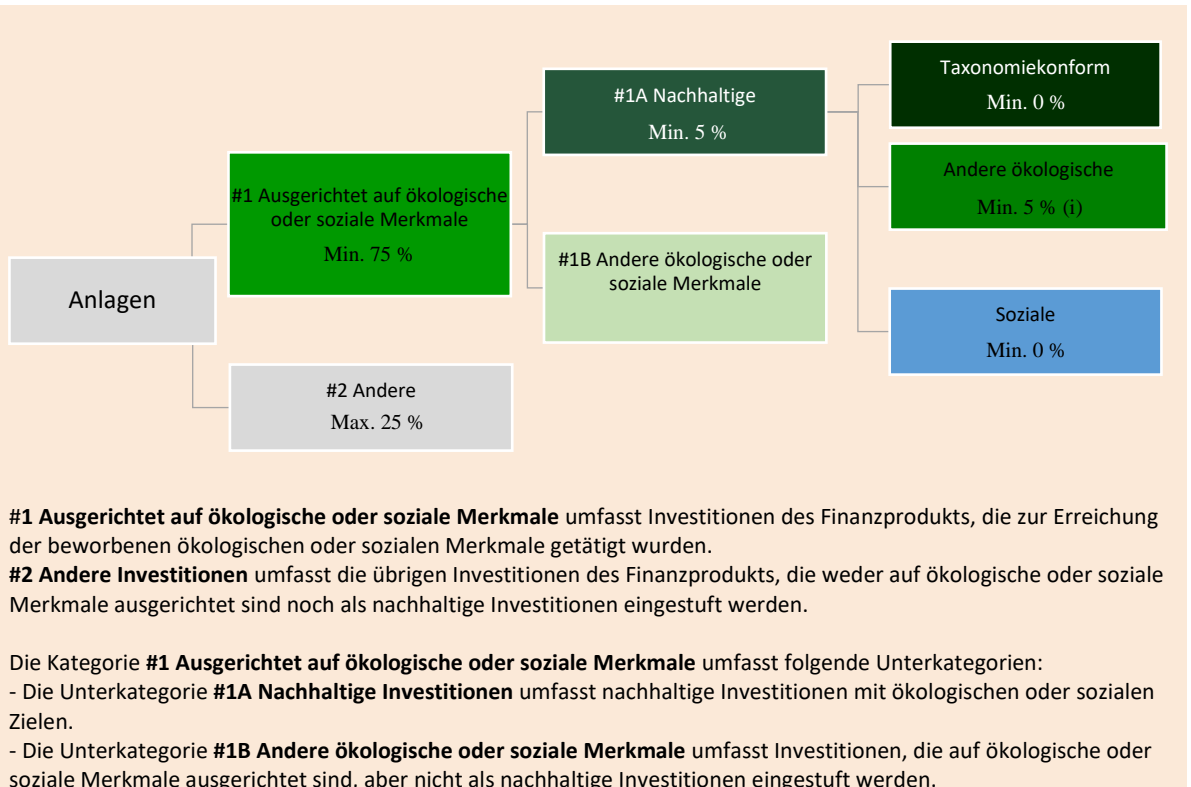 Anlagen
#1 Ausgerichtet auf ökologische
oder soziale Merkmale
Min. 75 %
#2 Andere
Max. 25 %
#1A Nachhaltige
Min. 5 %
#1B Andere ökologische oder
soziale Merkmale
Taxonomiekonform
Min. 0 %
Andere ökologische
Min. 5 % (i)
Soziale
Min. 0 %
#1 Ausgerichtet auf ökologische oder soziale Merkmale umfasst Investitionen des Finanzprodukts, die zur Erreichung
der beworbenen ökologischen oder sozialen Merkmale getätigt wurden.
#2 Andere Investitionen umfasst die übrigen Investitionen des Finanzprodukts, die weder auf ökologische oder soziale
Merkmale ausgerichtet sind noch als nachhaltige Investitionen eingestuft werden.
Die Kategorie #1 Ausgerichtet auf ökologische oder soziale Merkmale umfasst folgende Unterkategorien:
- Die Unterkategorie #1A Nachhaltige Investitionen umfasst nachhaltige Investitionen mit ökologischen oder sozialen
Zielen.
- Die Unterkategorie #1B Andere ökologische oder soziale Merkmale umfasst Investitionen, die auf ökologische oder
soziale Merkmale ausgerichtet sind, aber nicht als nachhaltige Investitionen eingestuft werden.